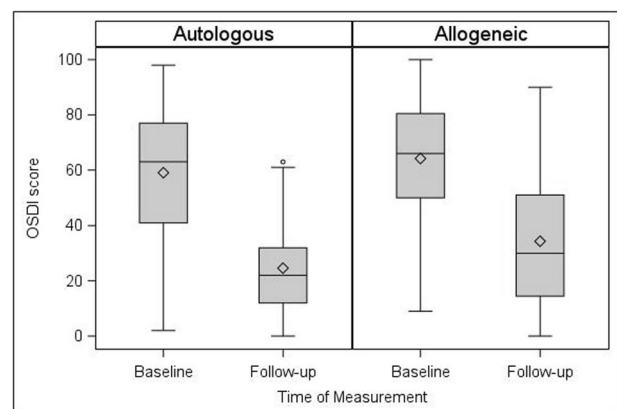 Autologous
Allogeneic
100
80
60
40
20
0
OSDI score
Baseline
Follow-up
Baseline
Follow-up
Time of Measurement